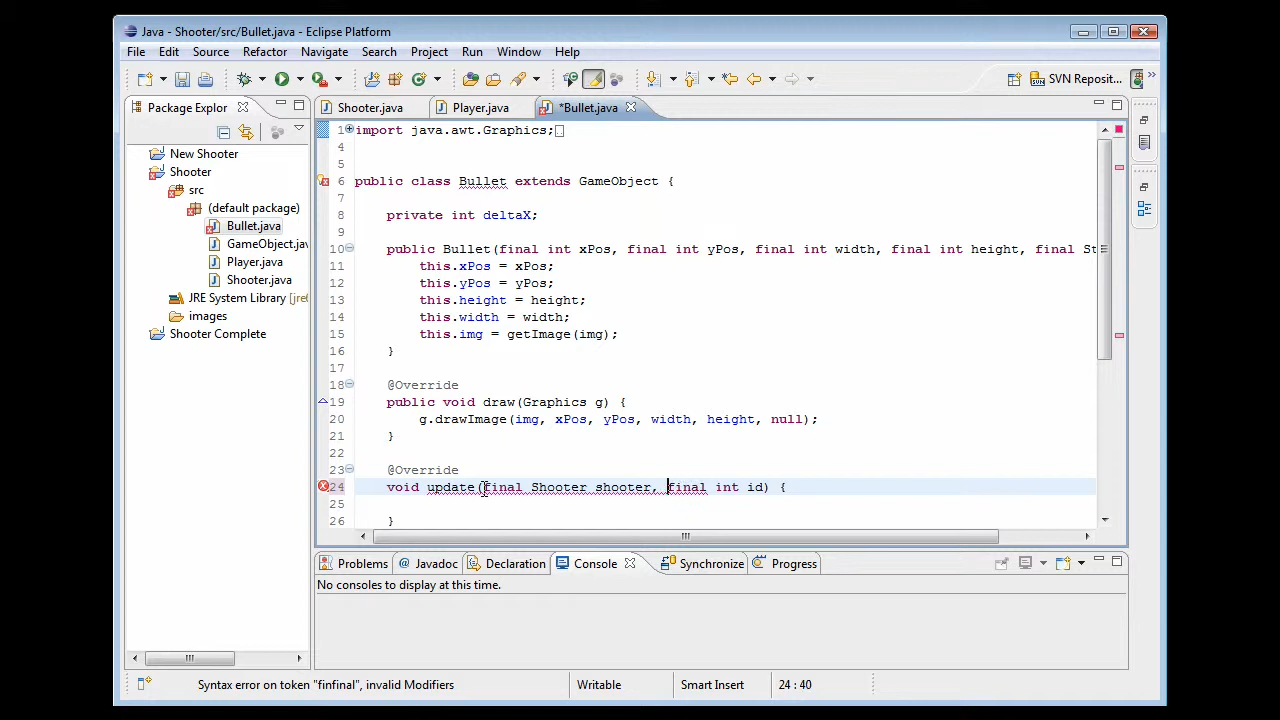 Java - Shooter/src/Bullet.java - Eclipse Platform
File Edit Source Refactor Navigate Search Project Run Window Help
SVN Reposit...
Package Explor
Shooter.java
Player.java
*Bullet.java
New Shooter
Shooter
src
(default package)
Bullet.java
GameObject.jav
Player.java
Shooter.java
JRE System Library [jre6
images
Shooter Complete
1 import java.awt.Graphics;
4
5
6 public class Bullet extends GameObject {
7
8 private int deltaX;
9
10 public Bullet(final int xPos, final int yPos, final int width, final int height, final St
11 this.xPos = xPos;
12 this.yPos = yPos;
13 this.height = height;
14 this.width = width;
15 this.img = getImage(img);
16 }
17
18 @Override
19 public void draw(Graphics g) {
20 g.drawImage(img, xPos, yPos, width, height, null);
21 }
22
23 @Override
24 void update(final Shooter shooter, final int id) {
25
26 }
Problems @ Javadoc Declaration Console Synchronize Progress
No consoles to display at this time.
Syntax error on token "finfinal", invalid Modifiers
Writable
Smart Insert
24 : 40